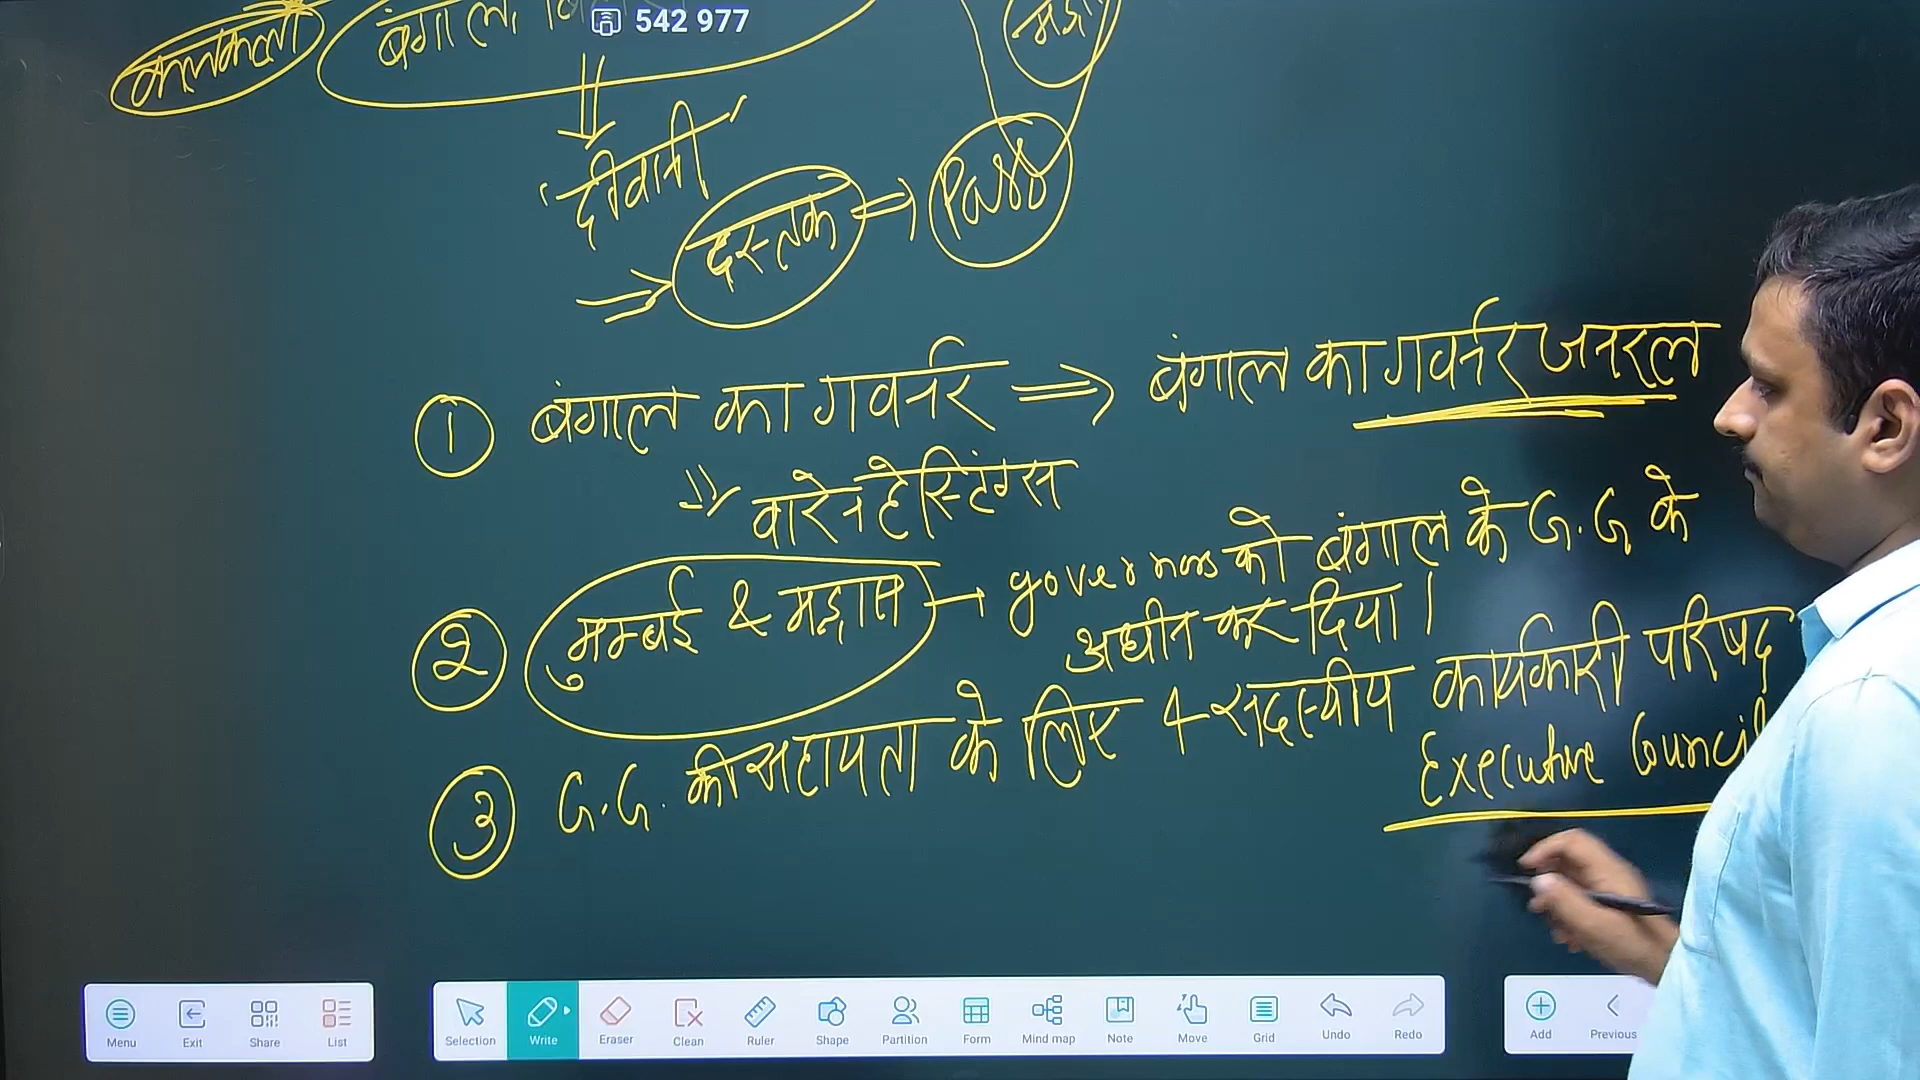 542 977
कलकत्ता
बंगाल,
'दीवानी'
⇒ दस्तक ⇒ Pass
① बंगाल का गवर्नर ⇒ बंगाल का गवर्नर जनरल
वारेन हेस्टिंग्स
② मुम्बई & मद्रास → governors को बंगाल के G.G के
अधीन कर दिया।
③ G.G. की सहायता के लिए 4-सदस्यीय कार्यकारी परिषद
Executive Council
Menu Exit Share List Selection Write Eraser Clean Ruler Shape Partition Form Mind map Note Move Grid Undo Redo Add Previous